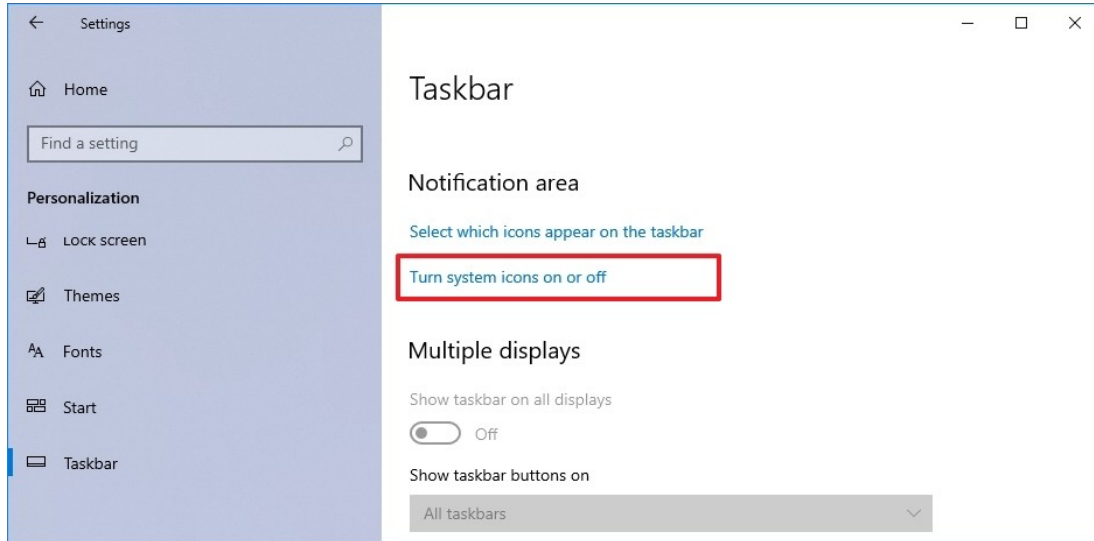 Settings
Home
Find a setting
Personalization
Lock screen
Themes
Fonts
Start
Taskbar
Taskbar
Notification area
Select which icons appear on the taskbar
Turn system icons on or off
Multiple displays
Show taskbar on all displays
Off
Show taskbar buttons on
All taskbars